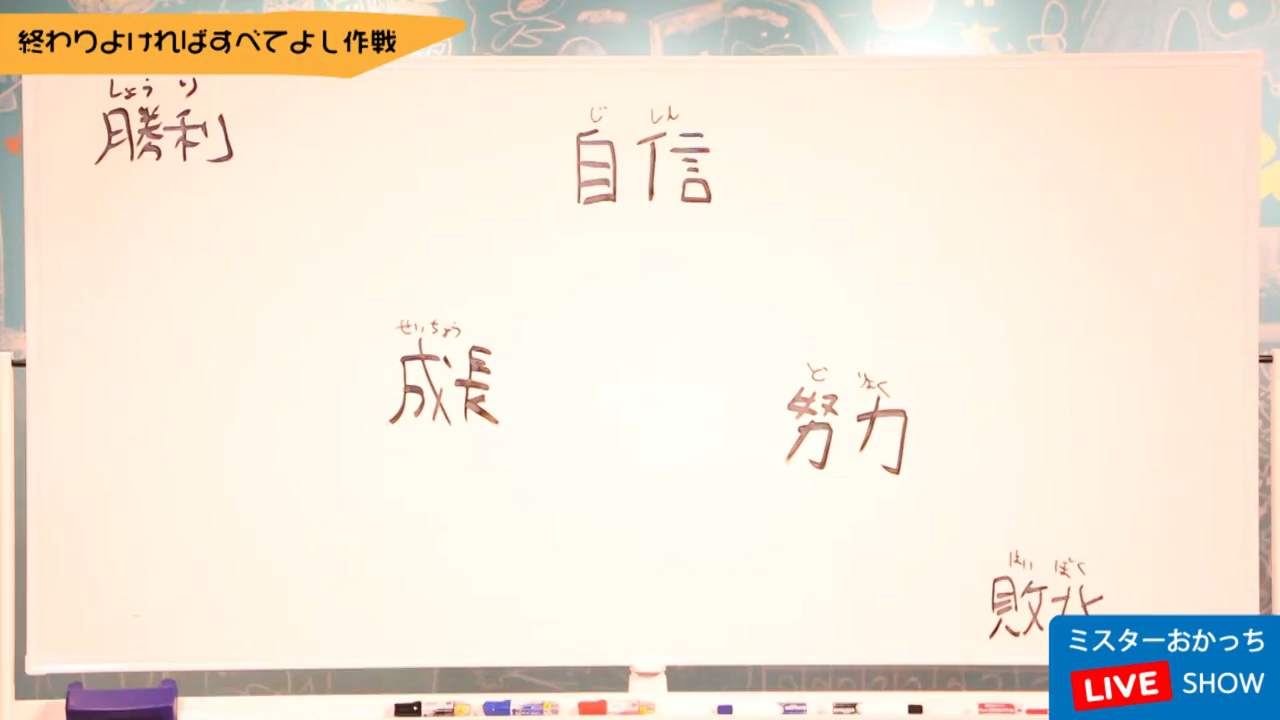 終わりよければすべてよし作戦
しょうり
勝利
じしん
自信
せいちょう
成長
どりょく
努力
はいぼく
敗北
ミスターおかっち
LIVE SHOW